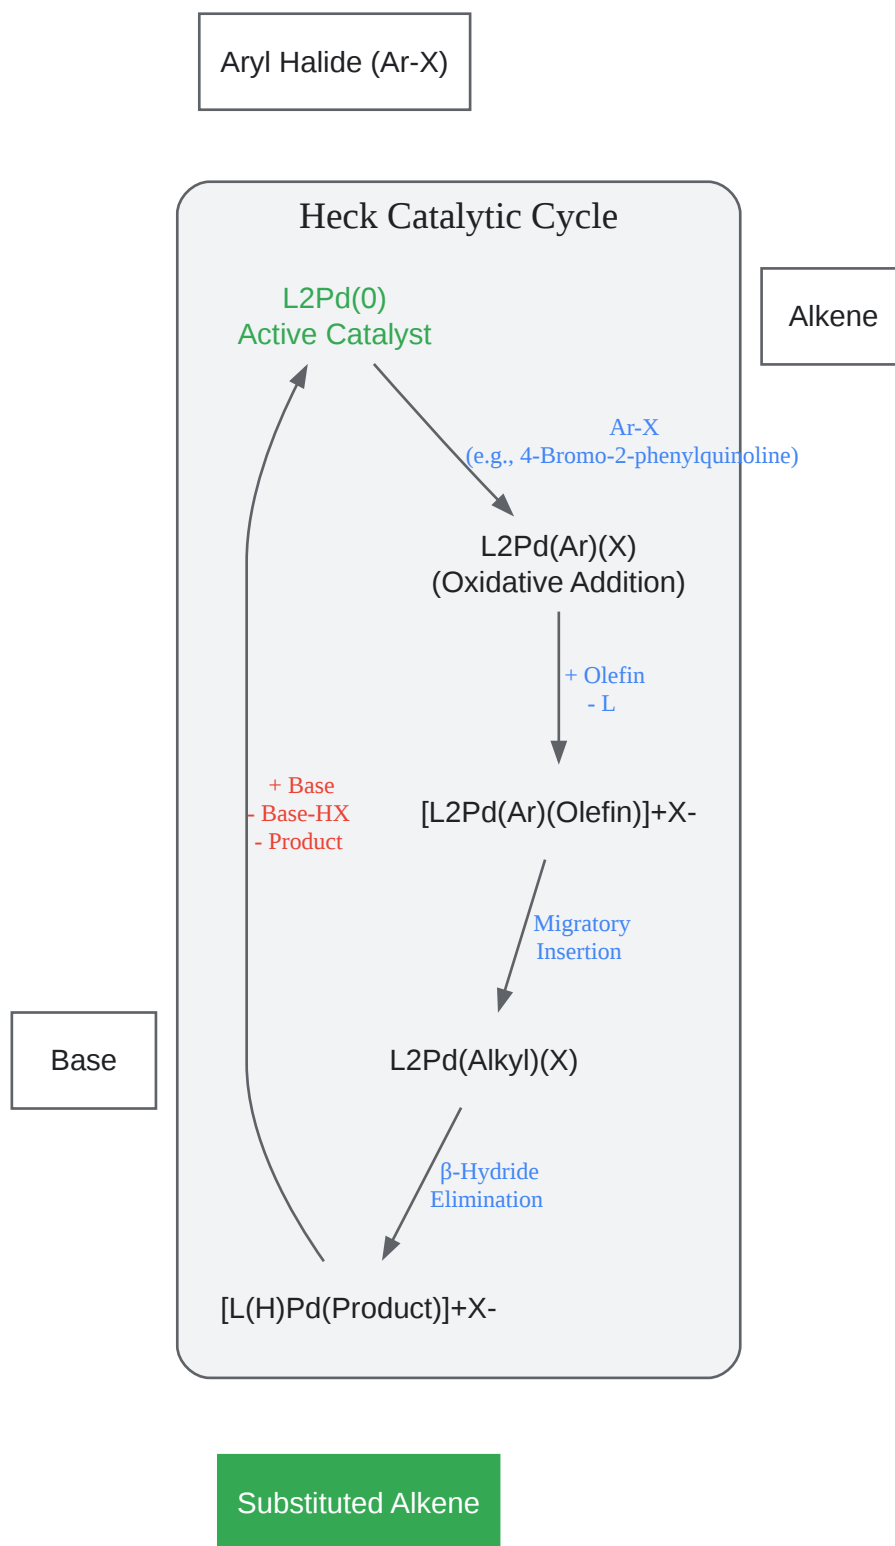 Aryl Halide (Ar-X)
Heck Catalytic Cycle
L2Pd(0)
Active Catalyst
Alkene
Ar-X
(e.g., 4-Bromo-2-phenylquinoline)
L2Pd(Ar)(X)
(Oxidative Addition)
+ Olefin
- L
+ Base
- Base-HX
- Product
[L2Pd(Ar)(Olefin)]+X-
Migratory
Insertion
Base
L2Pd(Alkyl)(X)
β-Hydride
Elimination
[L(H)Pd(Product)]+X-
Substituted Alkene